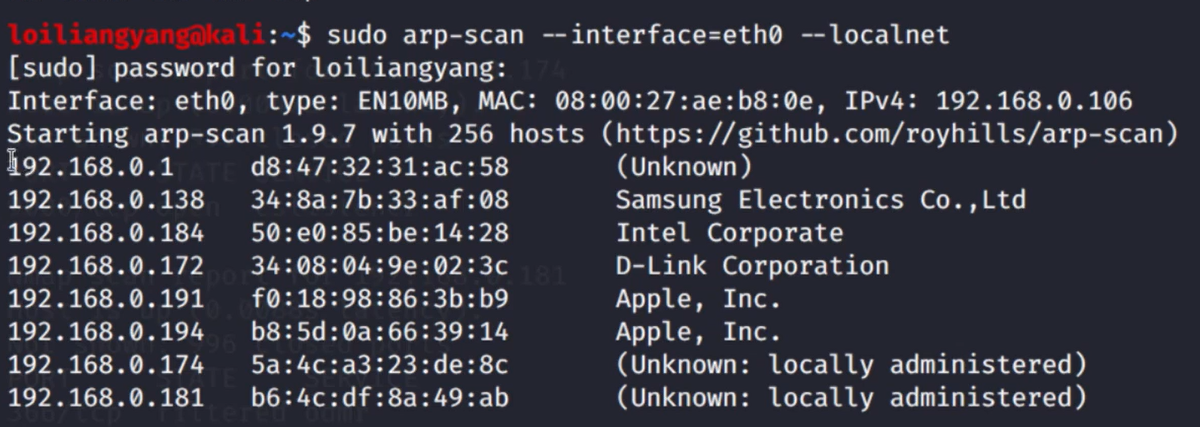 loiliangyang@kali:~$ sudo arp-scan --interface=eth0 --localnet
[sudo] password for loiliangyang:
Interface: eth0, type: EN10MB, MAC: 08:00:27:ae:b8:0e, IPv4: 192.168.0.106
Starting arp-scan 1.9.7 with 256 hosts (https://github.com/royhills/arp-scan)
192.168.0.1 d8:47:32:31:ac:58 (Unknown)
192.168.0.138 34:8a:7b:33:af:08 Samsung Electronics Co.,Ltd
192.168.0.184 50:e0:85:be:14:28 Intel Corporate
192.168.0.172 34:08:04:9e:02:3c D-Link Corporation
192.168.0.191 f0:18:98:86:3b:b9 Apple, Inc.
192.168.0.194 b8:5d:0a:66:39:14 Apple, Inc.
192.168.0.174 5a:4c:a3:23:de:8c (Unknown: locally administered)
192.168.0.181 b6:4c:df:8a:49:ab (Unknown: locally administered)